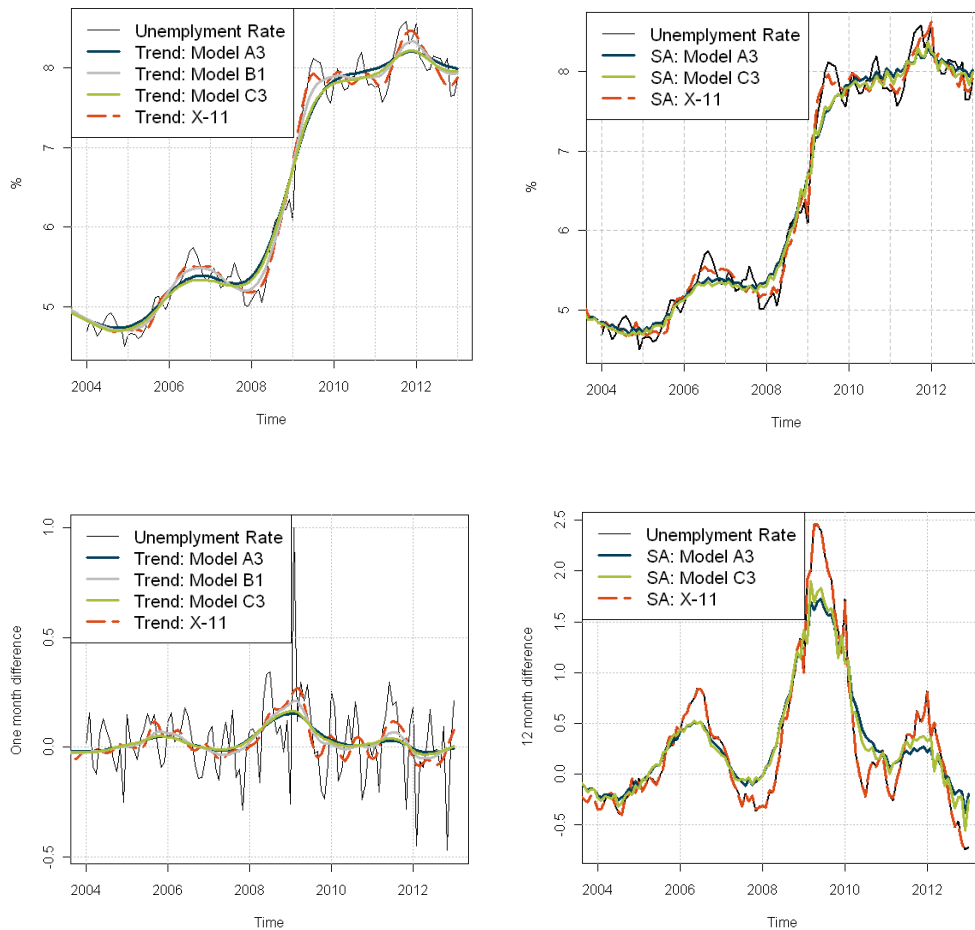 Unemplyment Rate
Trend: Model A3
Trend: Model B1
Trend: Model C3
Trend: X-11
%
5
6
7
8
2004
2006
2008
2010
2012
Time
Unemplyment Rate
SA: Model A3
SA: Model C3
SA: X-11
%
5
6
7
8
2004
2006
2008
2010
2012
Time
Unemplyment Rate
Trend: Model A3
Trend: Model B1
Trend: Model C3
Trend: X-11
One month difference
-0.5
0.0
0.5
1.0
2004
2006
2008
2010
2012
Time
Unemplyment Rate
SA: Model A3
SA: Model C3
SA: X-11
12 month difference
-0.5
0.0
0.5
1.0
1.5
2.0
2.5
2004
2006
2008
2010
2012
Time